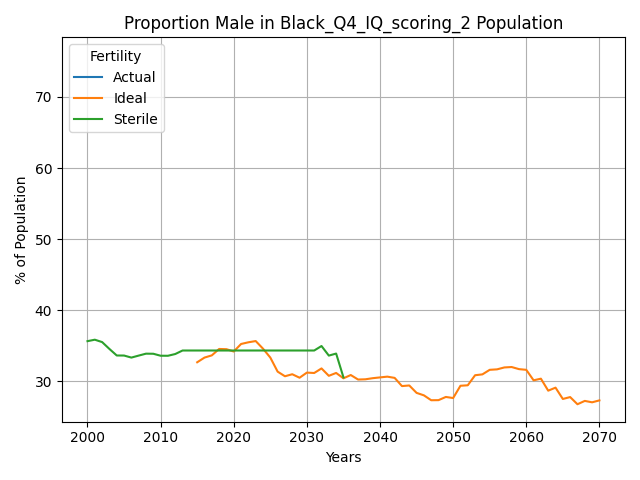 Proportion Male in Black_Q4_IQ_scoring_2 Population
Fertility
Actual
Ideal
Sterile
% of Population
70
60
50
40
30
2000 2010 2020 2030 2040 2050 2060 2070
Years